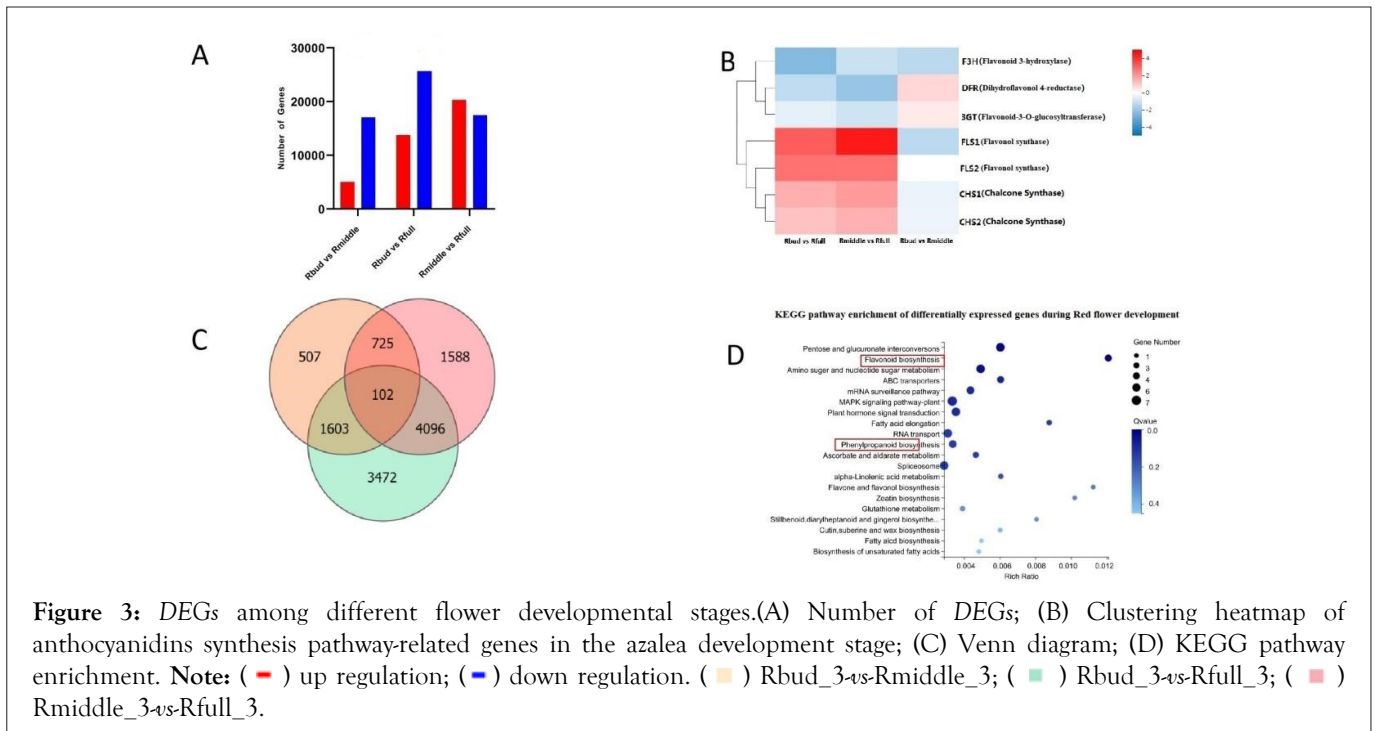 A
30000
20000
10000
0
Number of Genes
Rbud vs Rmiddle
Rbud vs Rfull
Rmiddle vs Rfull
B
F3H(Flavonoid 3-hydroxylase)
DFR(Dihydroflavonol 4-reductase)
3GT(Flavonoid-3-O-glucosyltransferase)
FLS1(Flavonol synthase)
FLS2(Flavonol synthase)
CHS1(Chalcone Synthase)
CHS2(Chalcone Synthase)
Rbud vs Rfull
Rmiddle vs Rfull
Rbud vs Rmiddle
4
2
0
-2
-4
C
507
725
1588
102
1603
4096
3472
KEGG pathway enrichment of differentially expressed genes during Red flower development
D
Pentose and glucuronate interconversons
Flavonoid biosynthesis
Amino suger and nucleotide sugar metabolism
ABC transporters
mRNA surveillance pathway
MAPK signaling pathway-plant
Plant hormone signal transduction
Fatty acid elongation
RNA transport
Phenylpropanoid biosynthesis
Ascorbate and aldarate metabolism
Spliceosome
alpha-Linolenic acid metabolism
Flavone and flavonol biosynthesis
Zeatin biosynthesis
Glutathione metabolism
Stillbenoid.diarylheptanoid and gingerol biosynthe...
Cutin,suberine and wax biosynthesis
Fatty alcd biosynthesis
Biosynthesis of unsaturated fatty acids
0.004
0.006
0.008
0.010
0.012
Rich Ratio
Gene Number
1
3
4
6
7
Qvalue
0.0
0.2
0.4
Figure 3: DEGs among different flower developmental stages.(A) Number of DEGs; (B) Clustering heatmap of
anthocyanidins synthesis pathway-related genes in the azalea development stage; (C) Venn diagram; (D) KEGG pathway
enrichment. Note: ( ) up regulation; ( ) down regulation. ( ) Rbud_3-vs-Rmiddle_3; ( ) Rbud_3-vs-Rfull_3; ( )
Rmiddle_3-vs-Rfull_3.